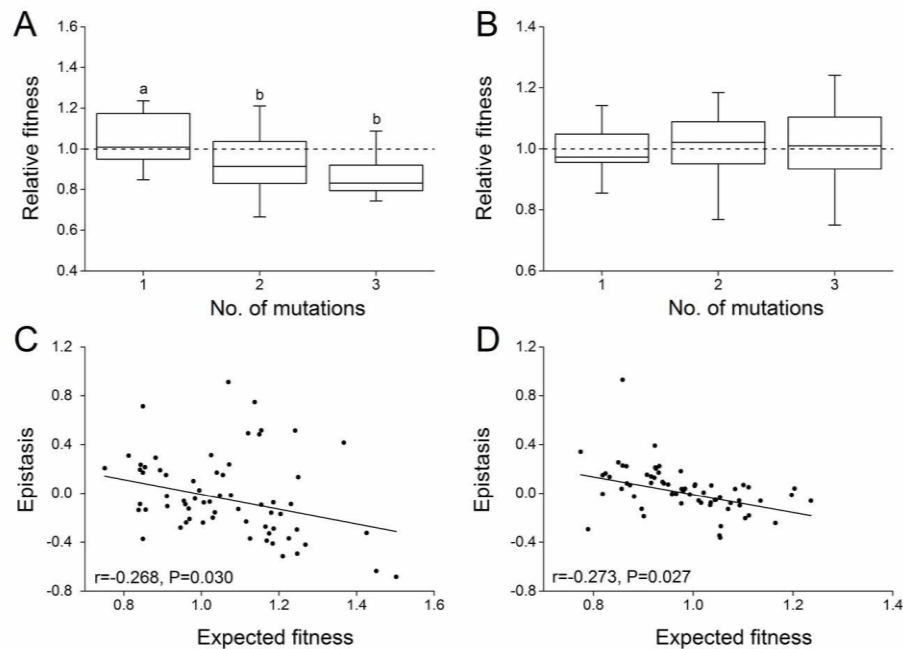 A
1.6
1.4
1.2
1.0
0.8
0.6
0.4
Relative fitness
a
b
b
1
2
3
No. of mutations
B
1.6
1.4
1.2
1.0
0.8
0.6
Relative fitness
1
2
3
No. of mutations
C
1.2
0.8
0.4
0.0
-0.4
-0.8
Epistasis
r=-0.268, P=0.030
0.8
1.0
1.2
1.4
1.6
Expected fitness
D
1.2
0.8
0.4
0.0
-0.4
-0.8
Epistasis
r=-0.273, P=0.027
0.8
1.0
1.2
1.4
Expected fitness